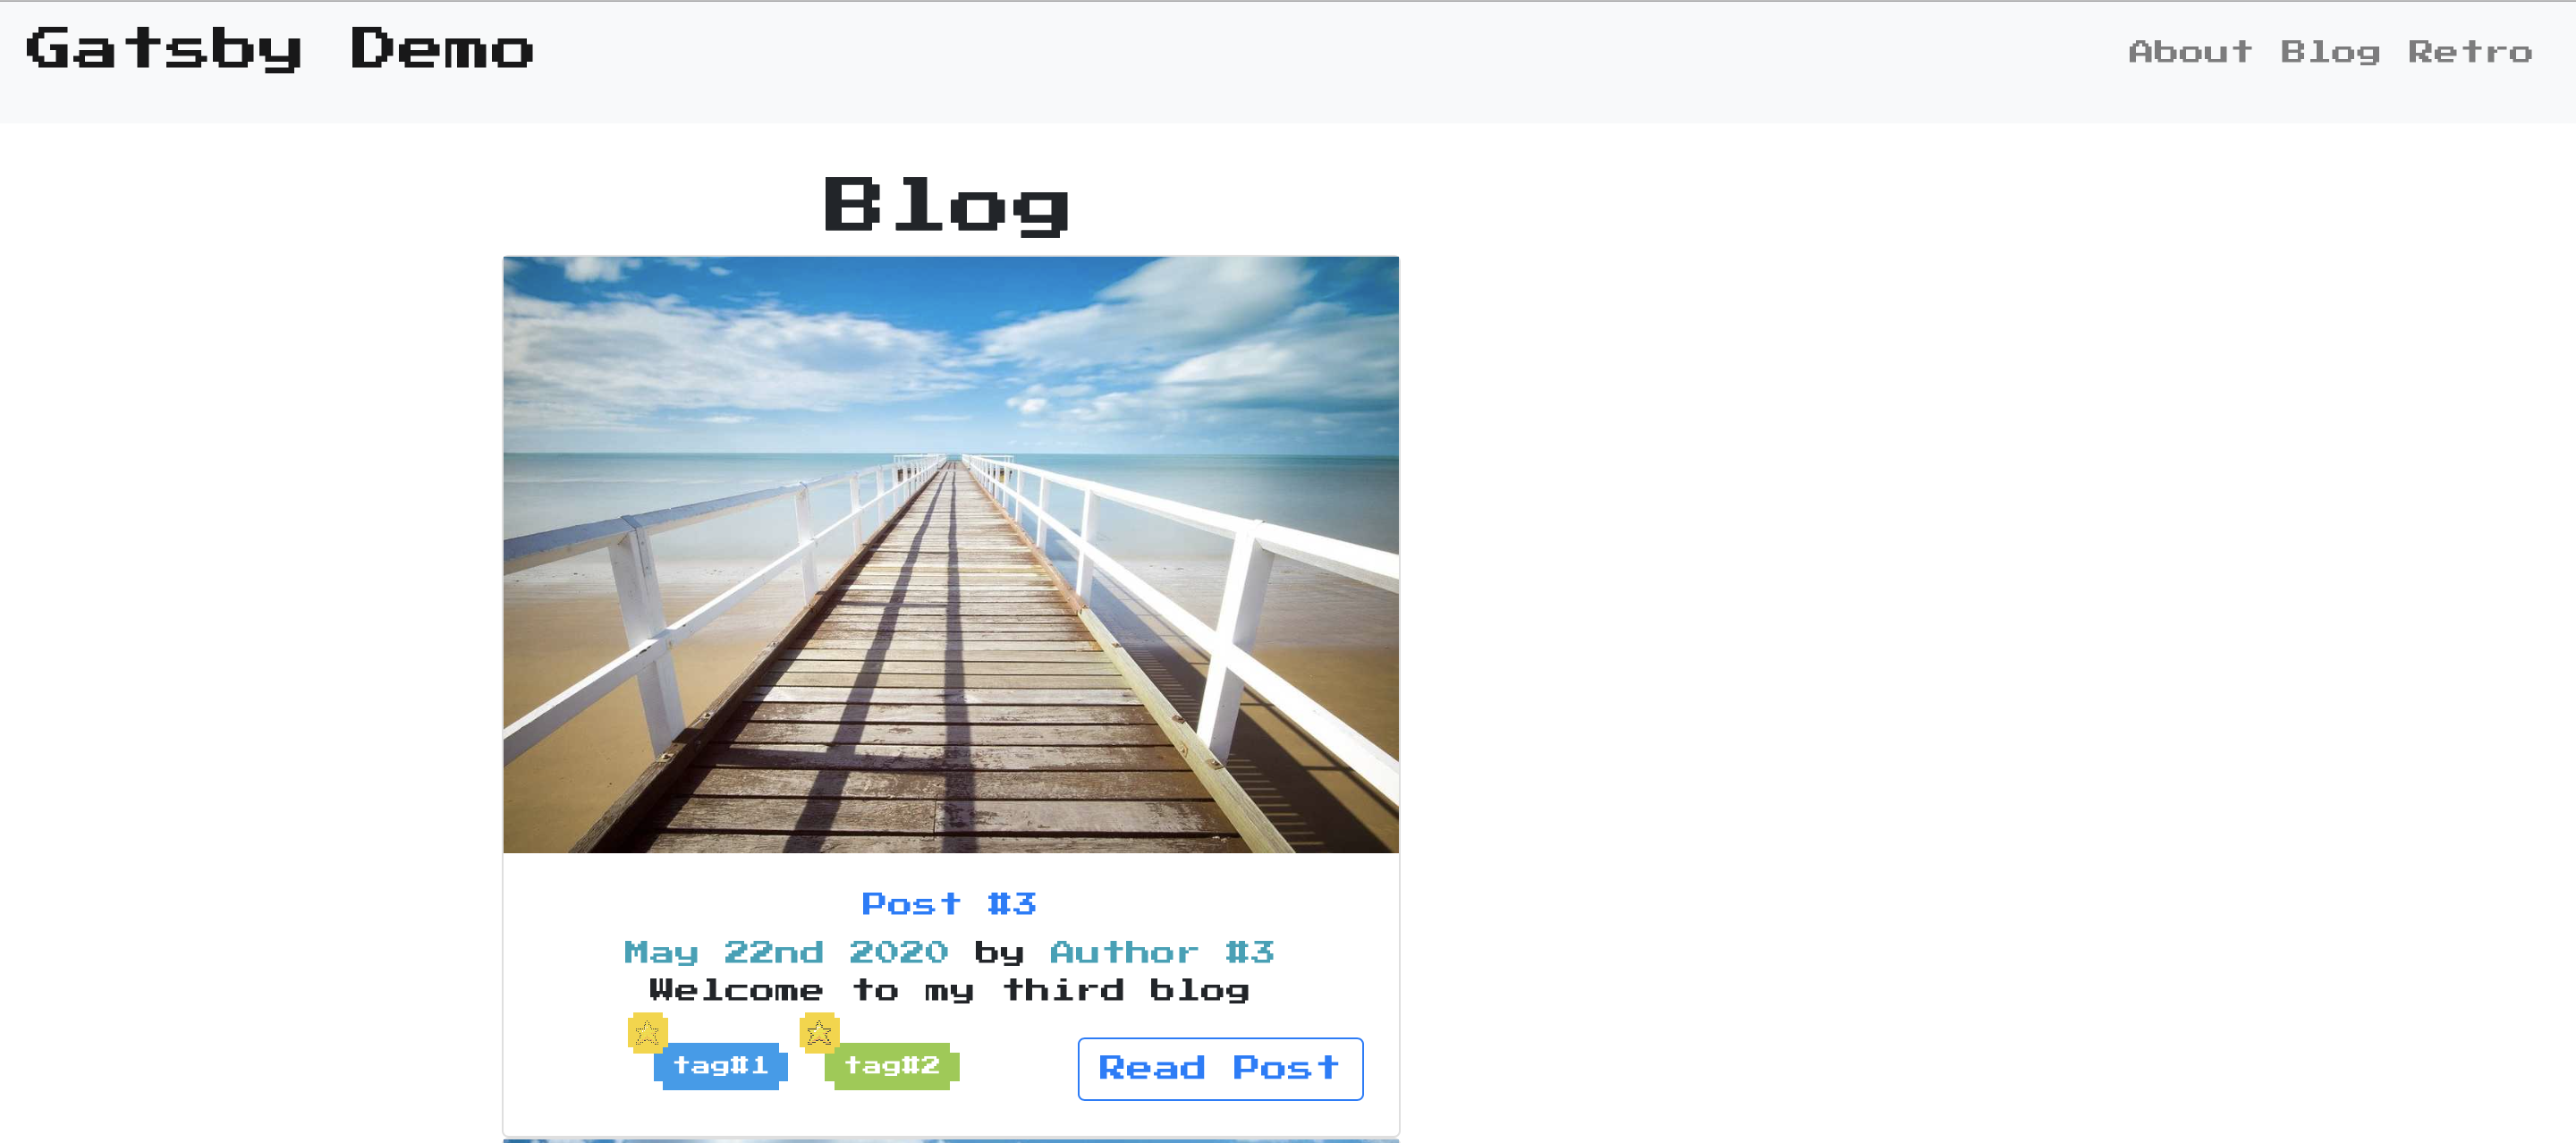 Gatsby Demo
About Blog Retro
Blog
Post #3
May 22nd 2020 by Author #3
Welcome to my third blog
tag#1 tag#2 Read Post